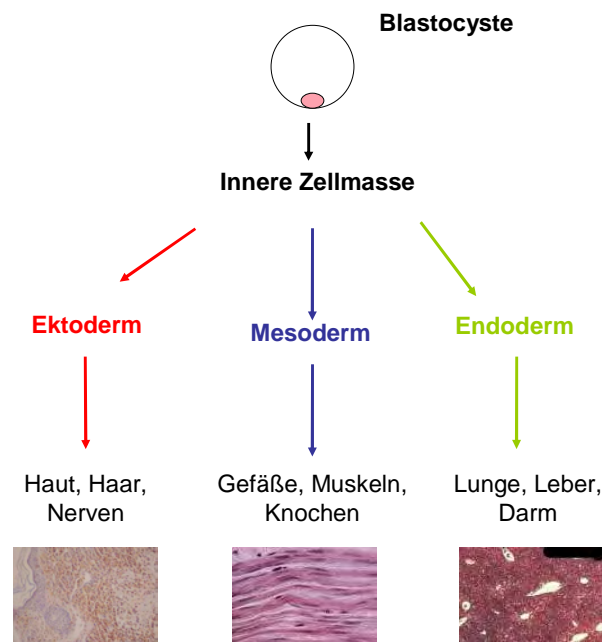 Blastocyste
Innere Zellmasse
Ektoderm
Mesoderm
Endoderm
Haut, Haar,
Nerven
Gefäße, Muskeln,
Knochen
Lunge, Leber,
Darm